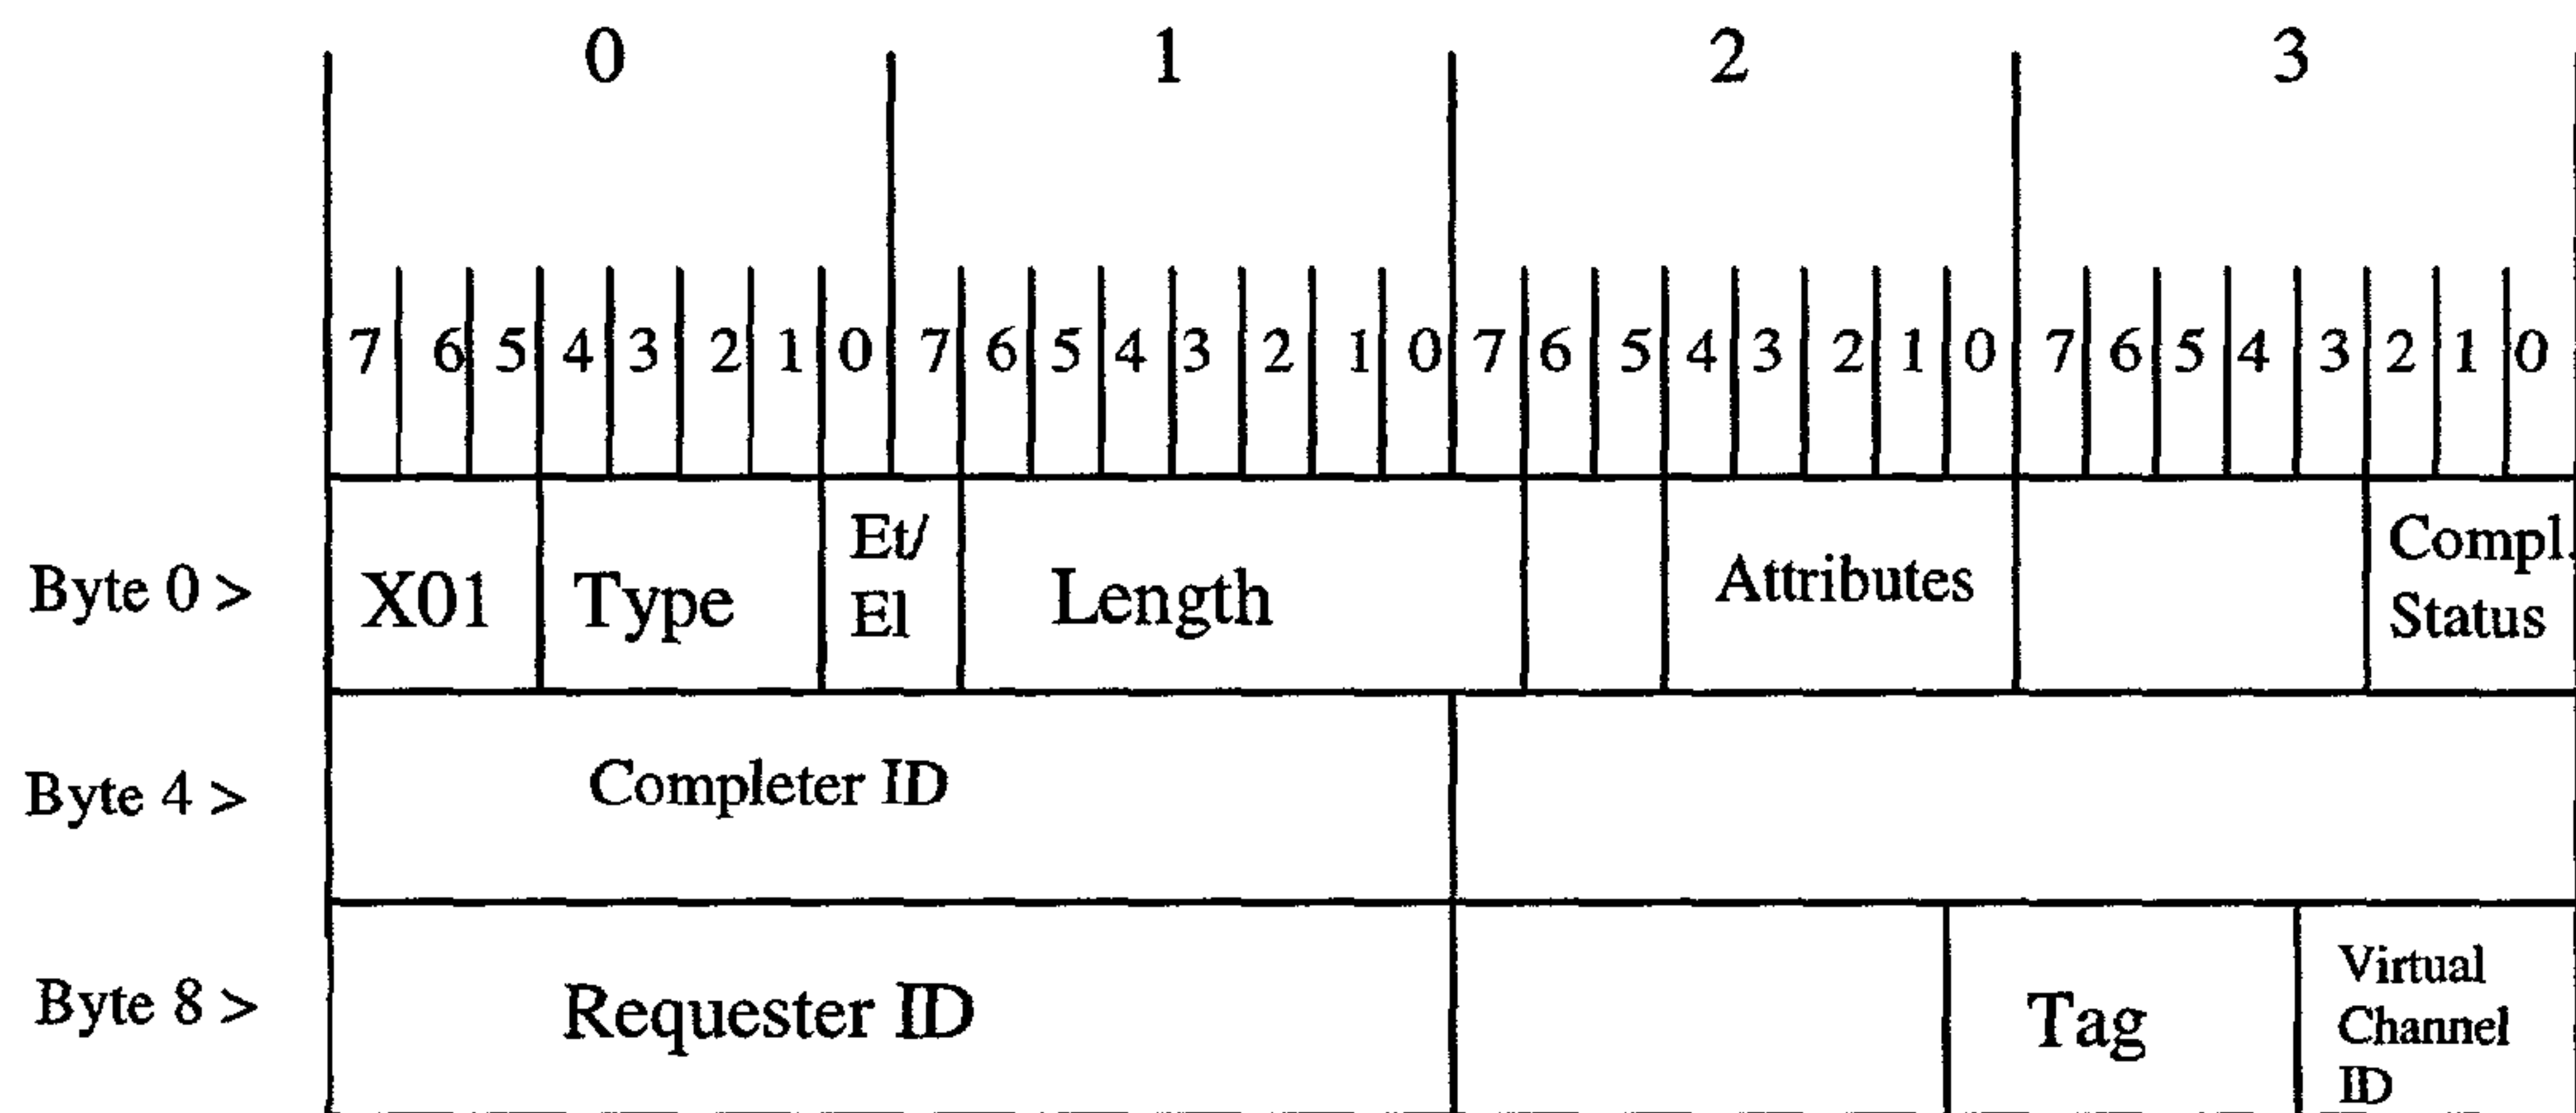 0 1 2 3
7 6 5 4 3 2 1 0 7 6 5 4 3 2 1 0 7 6 5 4 3 2 1 0 7 6 5 4 3 2 1 0
Byte 0 > X01 Type Et/ El Length Attributes Compl. Status
Byte 4 > Completer ID
Byte 8 > Requester ID Tag Virtual Channel ID